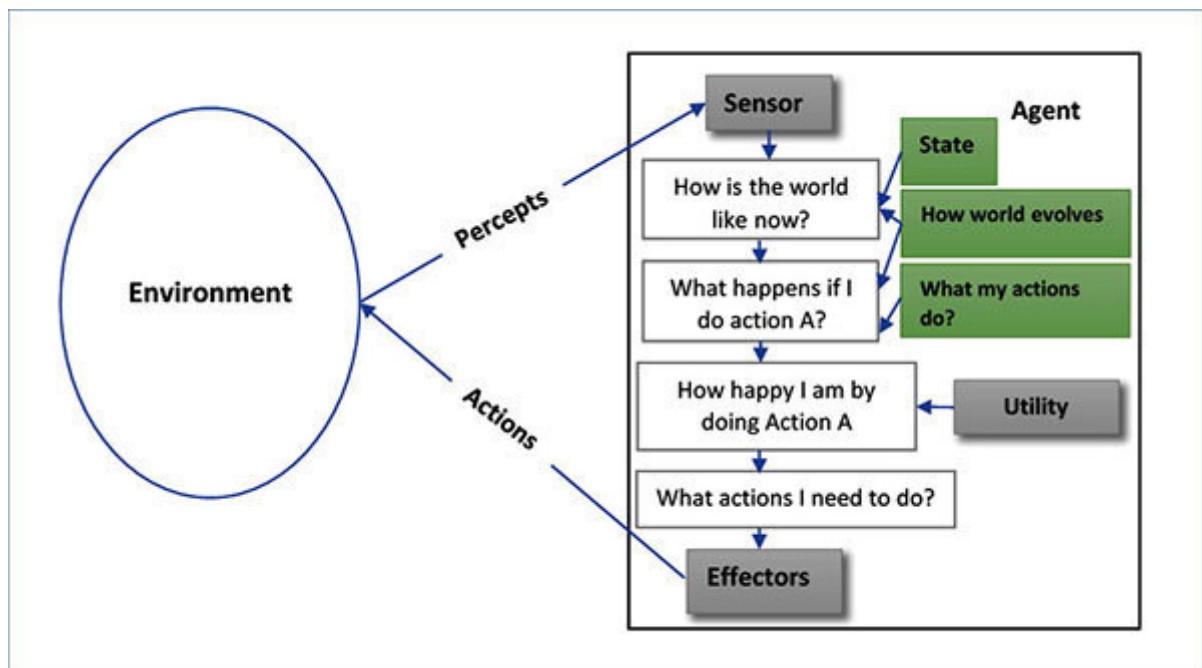 Sensor
Agent
State
How is the world
like now?
How world evolves
Percepts
Environment
What happens if I
do action A?
What my actions
do?
How happy I am by
doing Action A
Utility
Actions
What actions I need to do?
Effectors